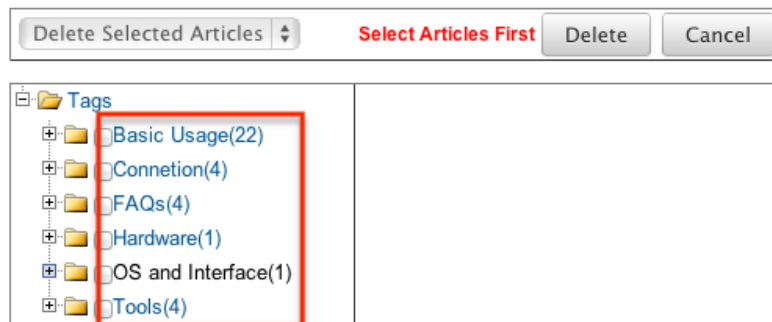 Delete Selected Articles Select Articles First Delete Cancel
Tags
Basic Usage(22)
Connetion(4)
FAQs(4)
Hardware(1)
OS and Interface(1)
Tools(4)